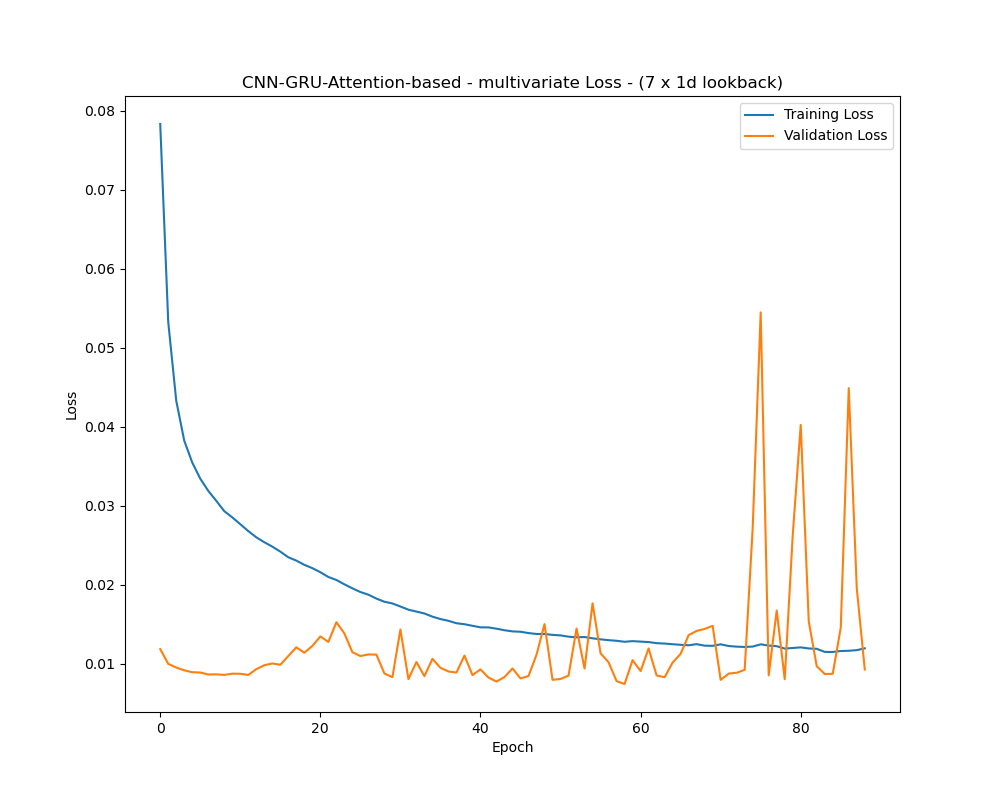 CNN-GRU-Attention-based - multivariate Loss - (7 x 1d lookback)
Training Loss
Validation Loss
0.08
0.07
0.06
0.05
0.04
0.03
0.02
0.01
Loss
0 20 40 60 80
Epoch